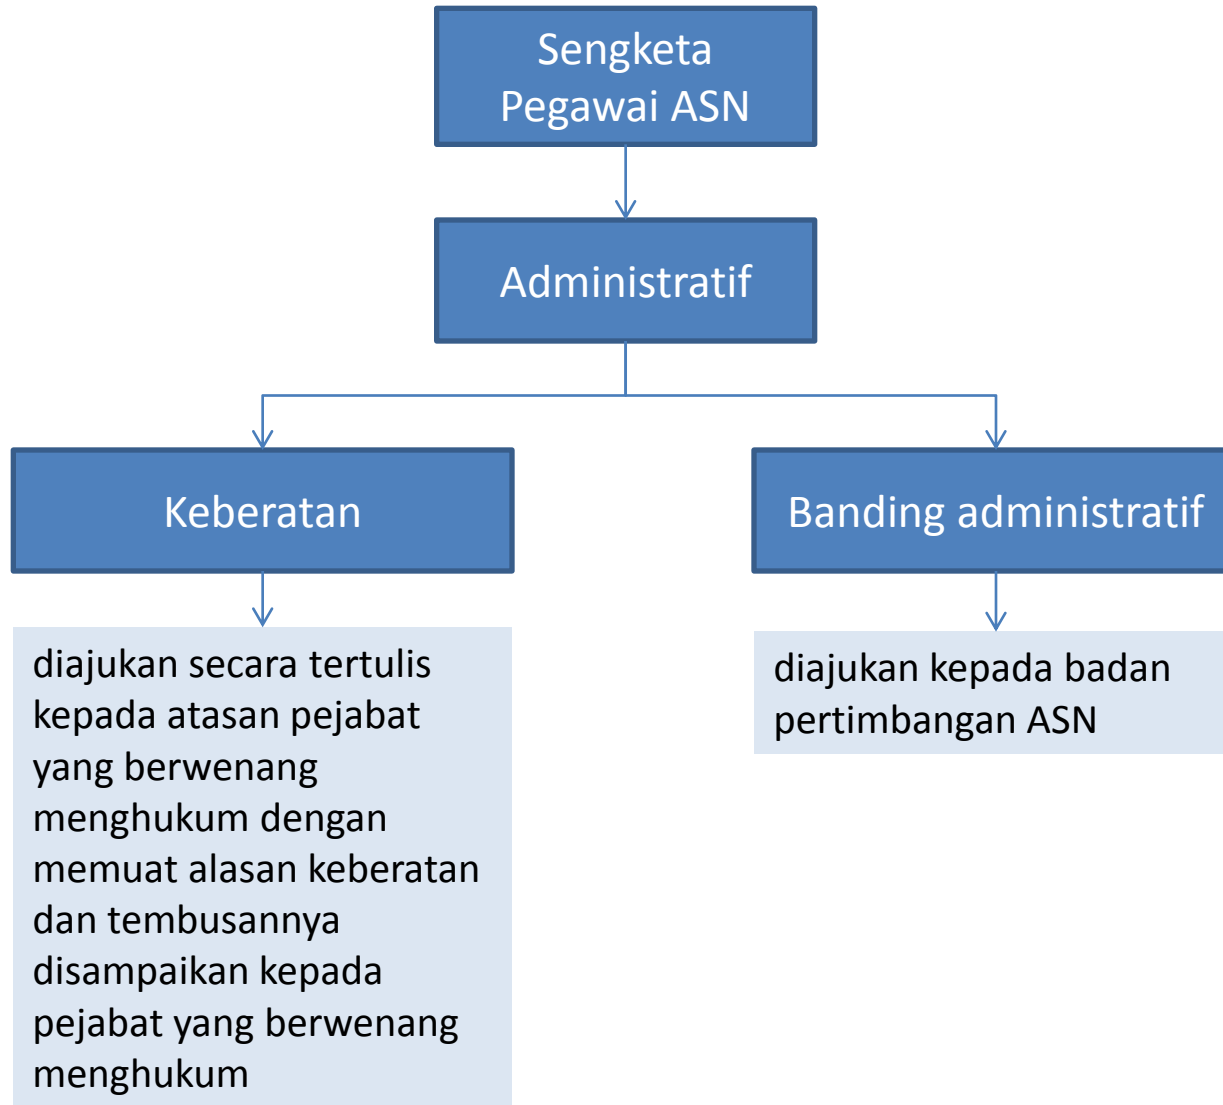 Sengketa
Pegawai ASN
Administratif
Keberatan
Banding administratif
diajukan secara tertulis
kepada atasan pejabat
yang berwenang
menghukum dengan
memuat alasan keberatan
dan tembusannya
disampaikan kepada
pejabat yang berwenang
menghukum
diajukan kepada badan
pertimbangan ASN